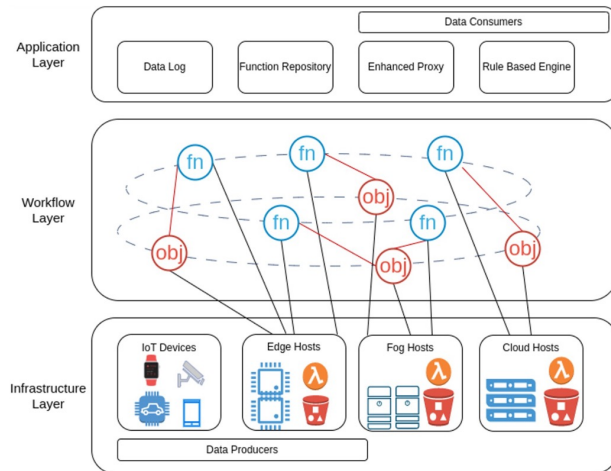 Application
Layer
Data Consumers
Data Log
Function Repository
Enhanced Proxy
Rule Based Engine
Workflow
Layer
fn
fn
fn
obj
fn
fn
obj
obj
obj
Infrastructure
Layer
IoT Devices
Edge Hosts
Fog Hosts
Cloud Hosts
λ
λ
λ
Data Producers